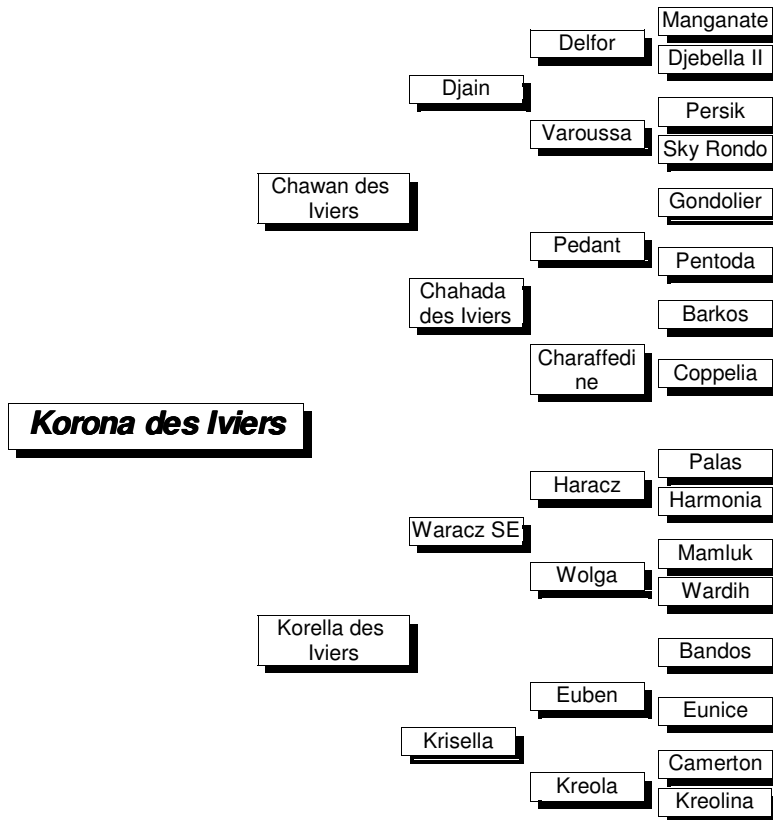 Manganate
Delfor
Djebella II
Djain
Persik
Varoussa
Sky Rondo
Chawan des
Iviers
Gondolier
Pedant
Pentoda
Chahada
des Iviers
Barkos
Charaffedi
ne
Coppelia
Korona des Iviers
Palas
Haracz
Harmonia
Waracz SE
Mamluk
Wolga
Wardih
Korella des
Iviers
Bandos
Euben
Eunice
Krisella
Camerton
Kreola
Kreolina